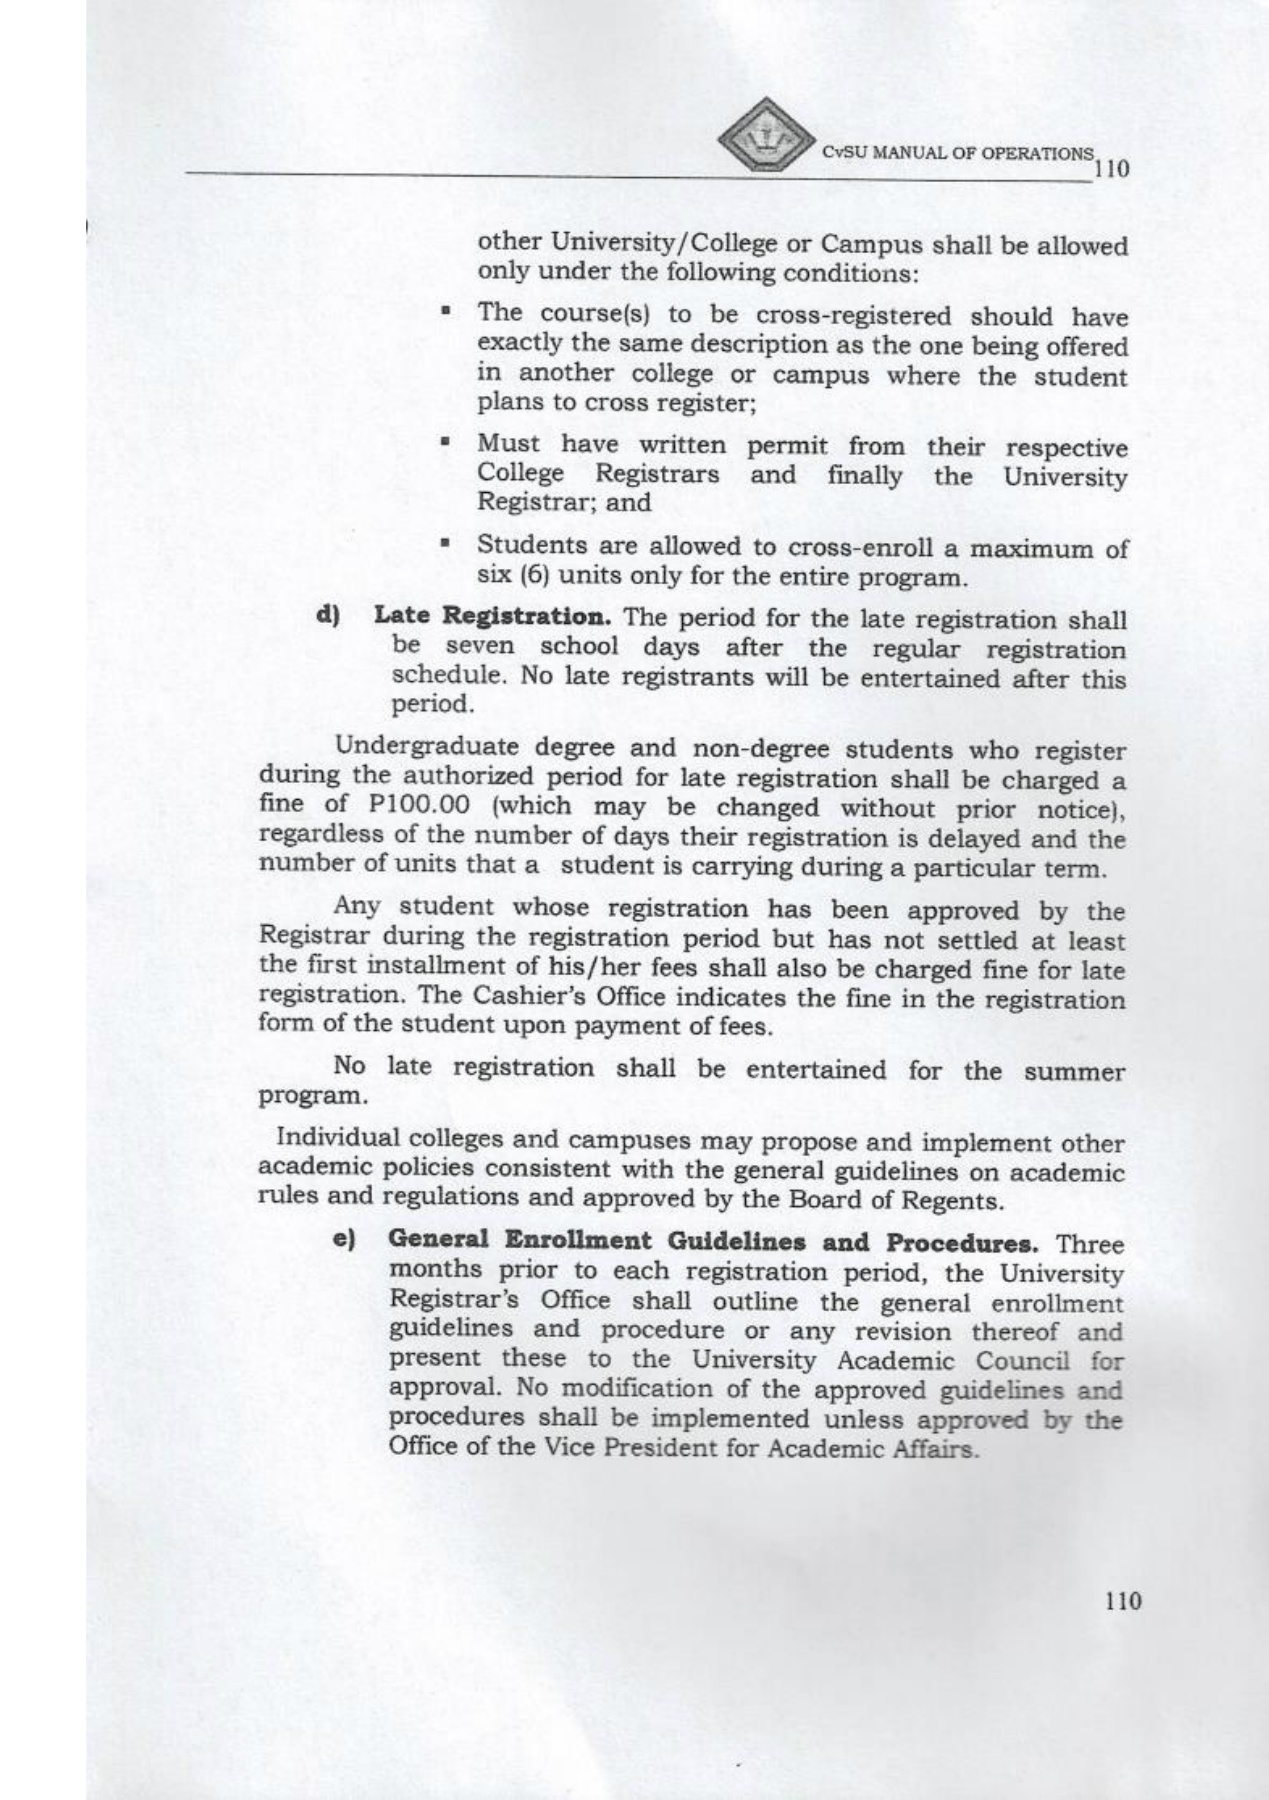 CvSU MANUAL OF OPERATIONS
110
other University/College or Campus shall be allowed
only under the following conditions:
▪ The course(s) to be cross-registered should have
exactly the same description as the one being offered
in another college or campus where the student
plans to cross register;
▪ Must have written permit from their respective
College Registrars and finally the University
Registrar; and
▪ Students are allowed to cross-enroll a maximum of
six (6) units only for the entire program.
d) Late Registration. The period for the late registration shall
be seven school days after the regular registration
schedule. No late registrants will be entertained after this
period.
Undergraduate degree and non-degree students who register
during the authorized period for late registration shall be charged a
fine of P100.00 (which may be changed without prior notice),
regardless of the number of days their registration is delayed and the
number of units that a student is carrying during a particular term.
Any student whose registration has been approved by the
Registrar during the registration period but has not settled at least
the first installment of his/her fees shall also be charged fine for late
registration. The Cashier's Office indicates the fine in the registration
form of the student upon payment of fees.
No late registration shall be entertained for the summer
program.
Individual colleges and campuses may propose and implement other
academic policies consistent with the general guidelines on academic
rules and regulations and approved by the Board of Regents.
e) General Enrollment Guidelines and Procedures. Three
months prior to each registration period, the University
Registrar's Office shall outline the general enrollment
guidelines and procedure or any revision thereof and
present these to the University Academic Council for
approval. No modification of the approved guidelines and
procedures shall be implemented unless approved by the
Office of the Vice President for Academic Affairs.
110